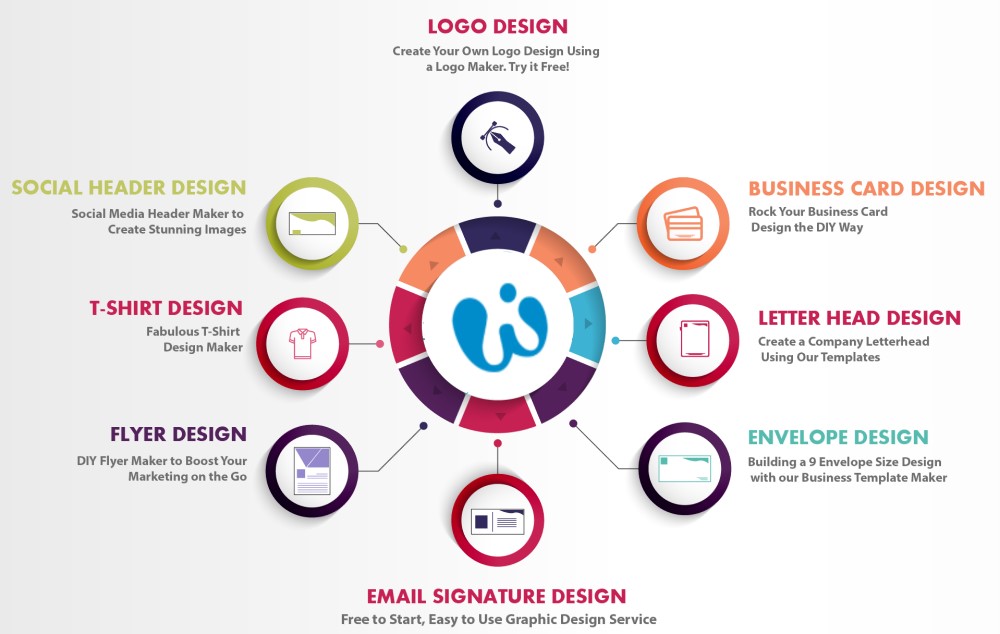 LOGO DESIGN
Create Your Own Logo Design Using
a Logo Maker. Try it Free!
SOCIAL HEADER DESIGN
Social Media Header Maker to
Create Stunning Images
BUSINESS CARD DESIGN
Rock Your Business Card
Design the DIY Way
T-SHIRT DESIGN
Fabulous T-Shirt
Design Maker
LETTER HEAD DESIGN
Create a Company Letterhead
Using Our Templates
FLYER DESIGN
DIY Flyer Maker to Boost Your
Marketing on the Go
ENVELOPE DESIGN
Building a 9 Envelope Size Design
with our Business Template Maker
EMAIL SIGNATURE DESIGN
Free to Start, Easy to Use Graphic Design Service